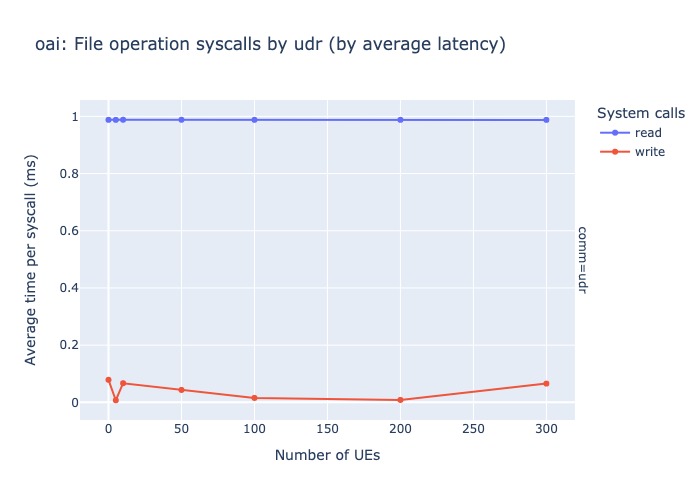 oai: File operation syscalls by udr (by average latency)
System calls
read
write
Average time per syscall (ms)
1
0.8
0.6
0.4
0.2
0
comm=udr
0 50 100 150 200 250 300
Number of UEs